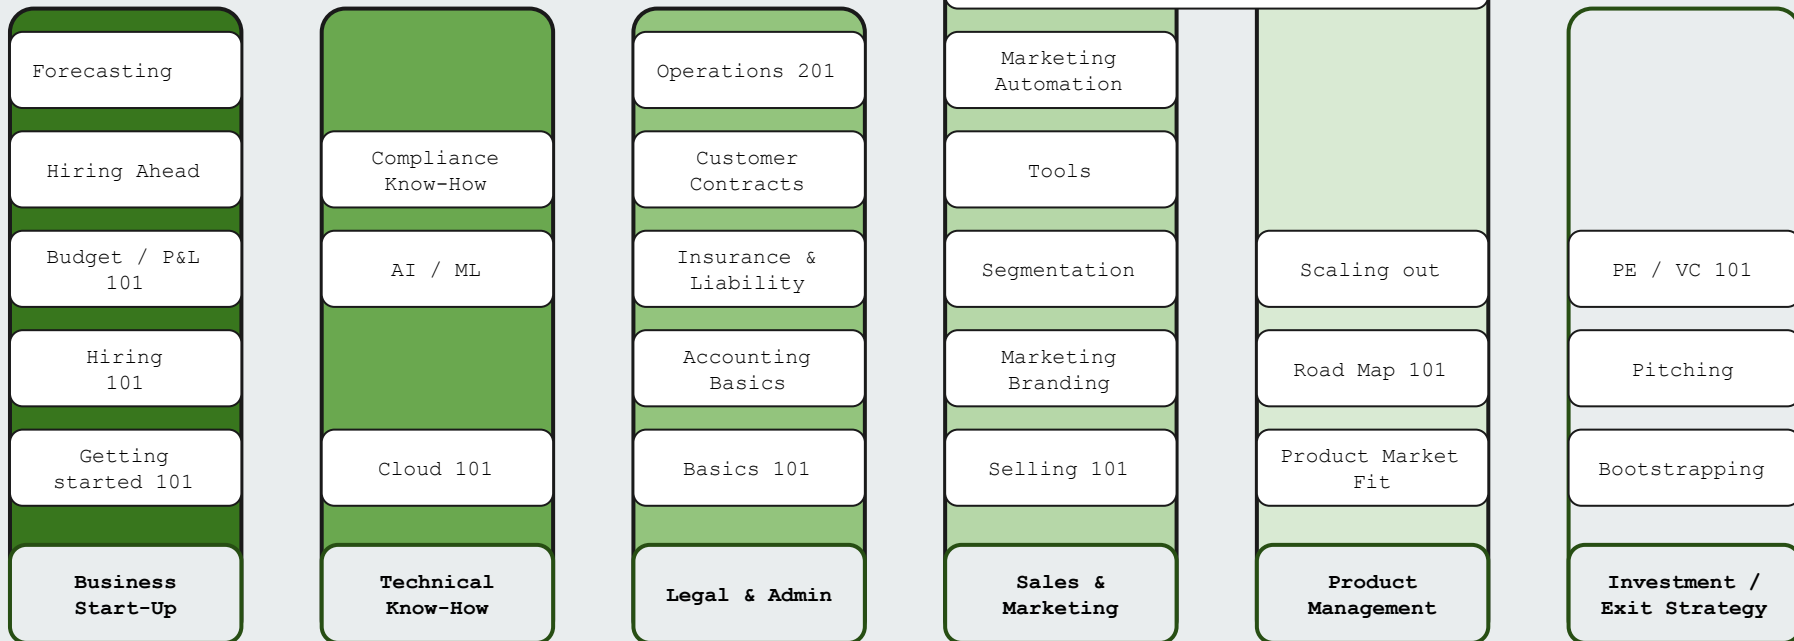 Forecasting
Hiring Ahead
Budget / P&L
101
Hiring
101
Getting
started 101
Business
Start-Up
Compliance
Know-How
AI / ML
Cloud 101
Technical
Know-How
Operations 201
Customer
Contracts
Insurance &
Liability
Accounting
Basics
Basics 101
Legal & Admin
Marketing
Automation
Tools
Segmentation
Marketing
Branding
Selling 101
Sales &
Marketing
Scaling out
Road Map 101
Product Market
Fit
Product
Management
PE / VC 101
Pitching
Bootstrapping
Investment /
Exit Strategy